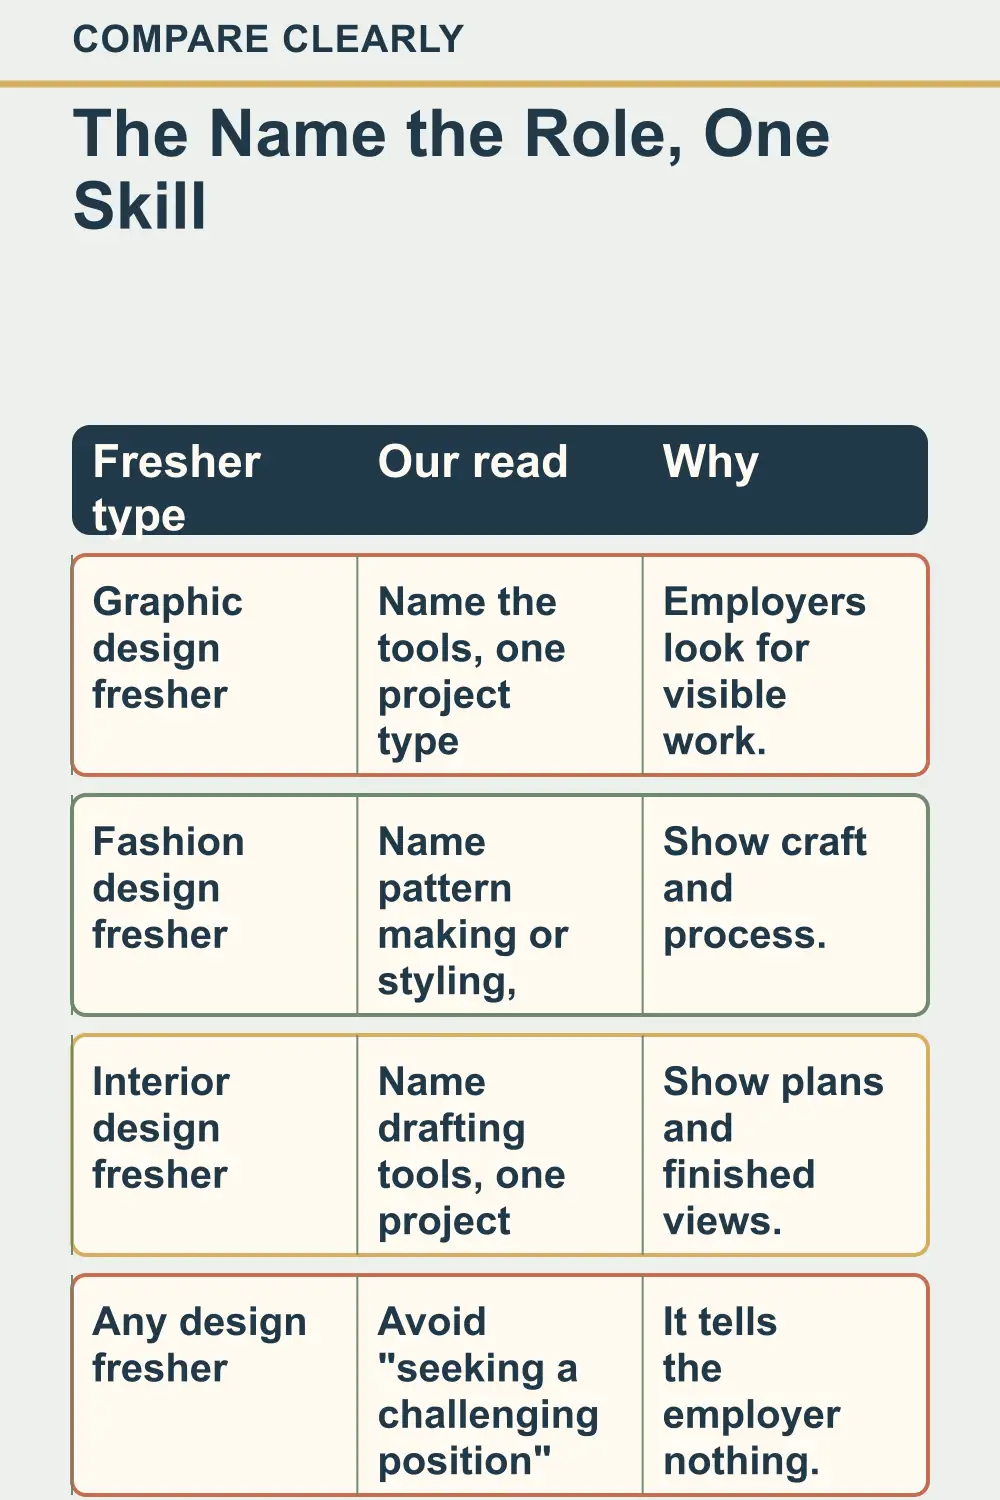 COMPARE CLEARLY
The Name the Role, One
Skill
Fresher
type
Our read
Why
Graphic
design
fresher
Name the
tools, one
project
type
Employers
look for
visible
work.
Fashion
design
fresher
Name
pattern
making or
styling,
Show craft
and
process.
Interior
design
fresher
Name
drafting
tools, one
project
Show plans
and
finished
views.
Any design
fresher
Avoid
"seeking a
challenging
position"
It tells
the
employer
nothing.